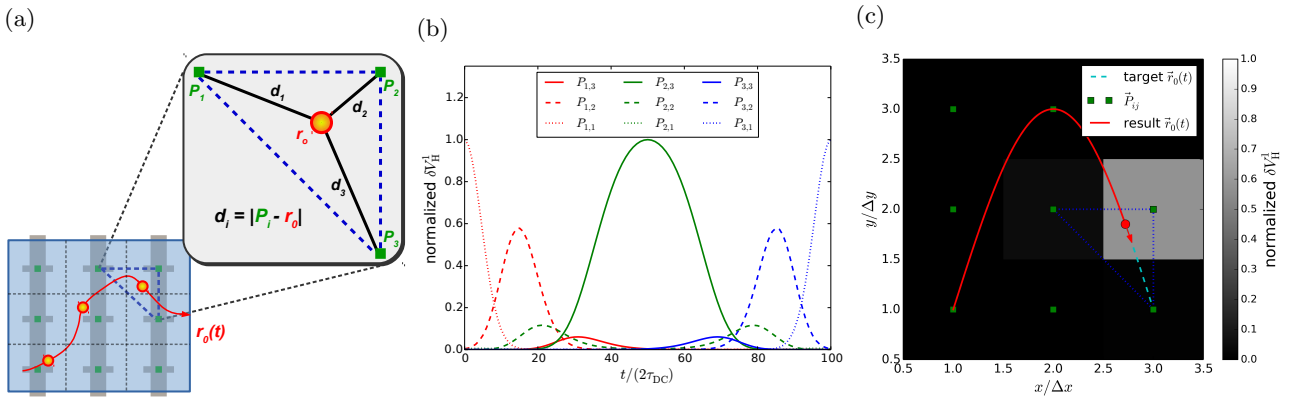 (a)
P₁
P₂
d₁
d₂
r₀
d₃
dᵢ = |Pᵢ - r₀|
P₃
r₀(t)
(b)
normalized δV¹_H
1.2
1.0
0.8
0.6
0.4
0.2
0.0
P₁,₃ P₂,₃ P₃,₃
P₁,₂ P₂,₂ P₃,₂
P₁,₁ P₂,₁ P₃,₁
0 20 40 60 80 100
t/(2τ_DC)
(c)
y/Δy
3.5
3.0
2.5
2.0
1.5
1.0
0.5
target r⃗₀(t)
P⃗ᵢⱼ
result r⃗₀(t)
0.5 1.0 1.5 2.0 2.5 3.0 3.5
x/Δx
1.0
0.9
0.8
0.7
0.6
0.5
0.4
0.3
0.2
0.1
0.0
normalized δV¹_H